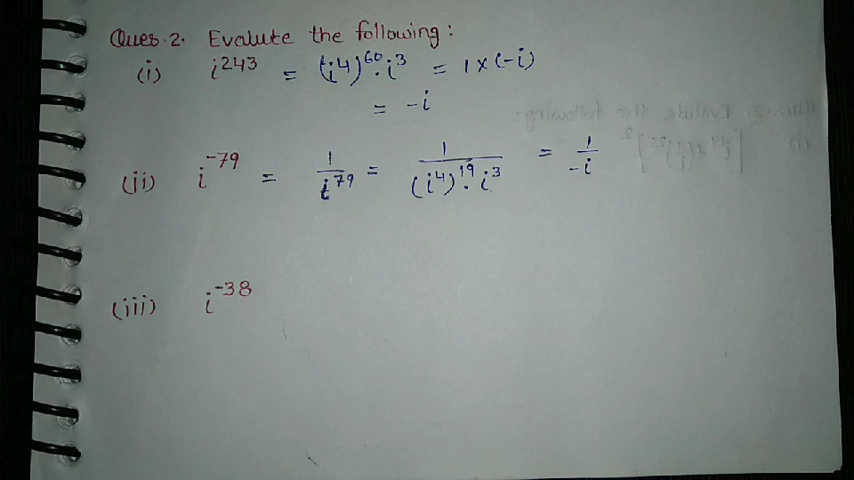 Ques.2. Evalute the following:
(i) i^243 = (i^4)^60 . i^3 = 1 × (-i)
= -i
(ii) i^-79 = 1/i^79 = 1/((i^4)^19 . i^3) = 1/-i
(iii) i^-38